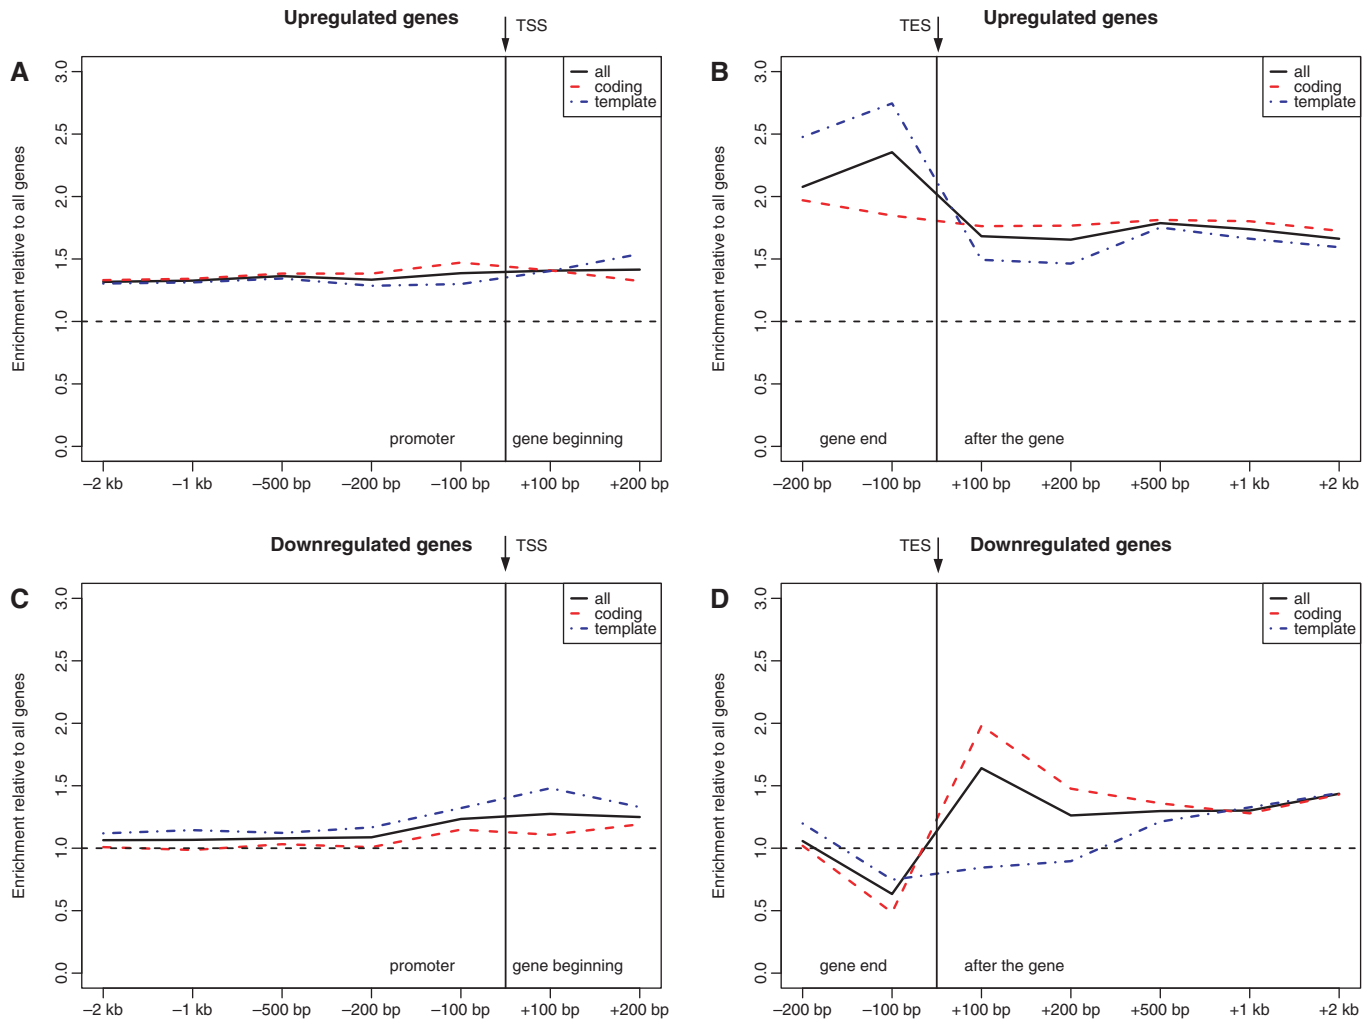 Upregulated genes
TSS
A
all
coding
template
Enrichment relative to all genes
3.0
2.5
2.0
1.5
1.0
0.5
0.0
promoter
gene beginning
−2 kb −1 kb −500 bp −200 bp −100 bp +100 bp +200 bp
TES
Upregulated genes
B
all
coding
template
Enrichment relative to all genes
3.0
2.5
2.0
1.5
1.0
0.5
0.0
gene end
after the gene
−200 bp −100 bp +100 bp +200 bp +500 bp +1 kb +2 kb
Downregulated genes
TSS
C
all
coding
template
Enrichment relative to all genes
3.0
2.5
2.0
1.5
1.0
0.5
0.0
promoter
gene beginning
−2 kb −1 kb −500 bp −200 bp −100 bp +100 bp +200 bp
TES
Downregulated genes
D
all
coding
template
Enrichment relative to all genes
3.0
2.5
2.0
1.5
1.0
0.5
0.0
gene end
after the gene
−200 bp −100 bp +100 bp +200 bp +500 bp +1 kb +2 kb